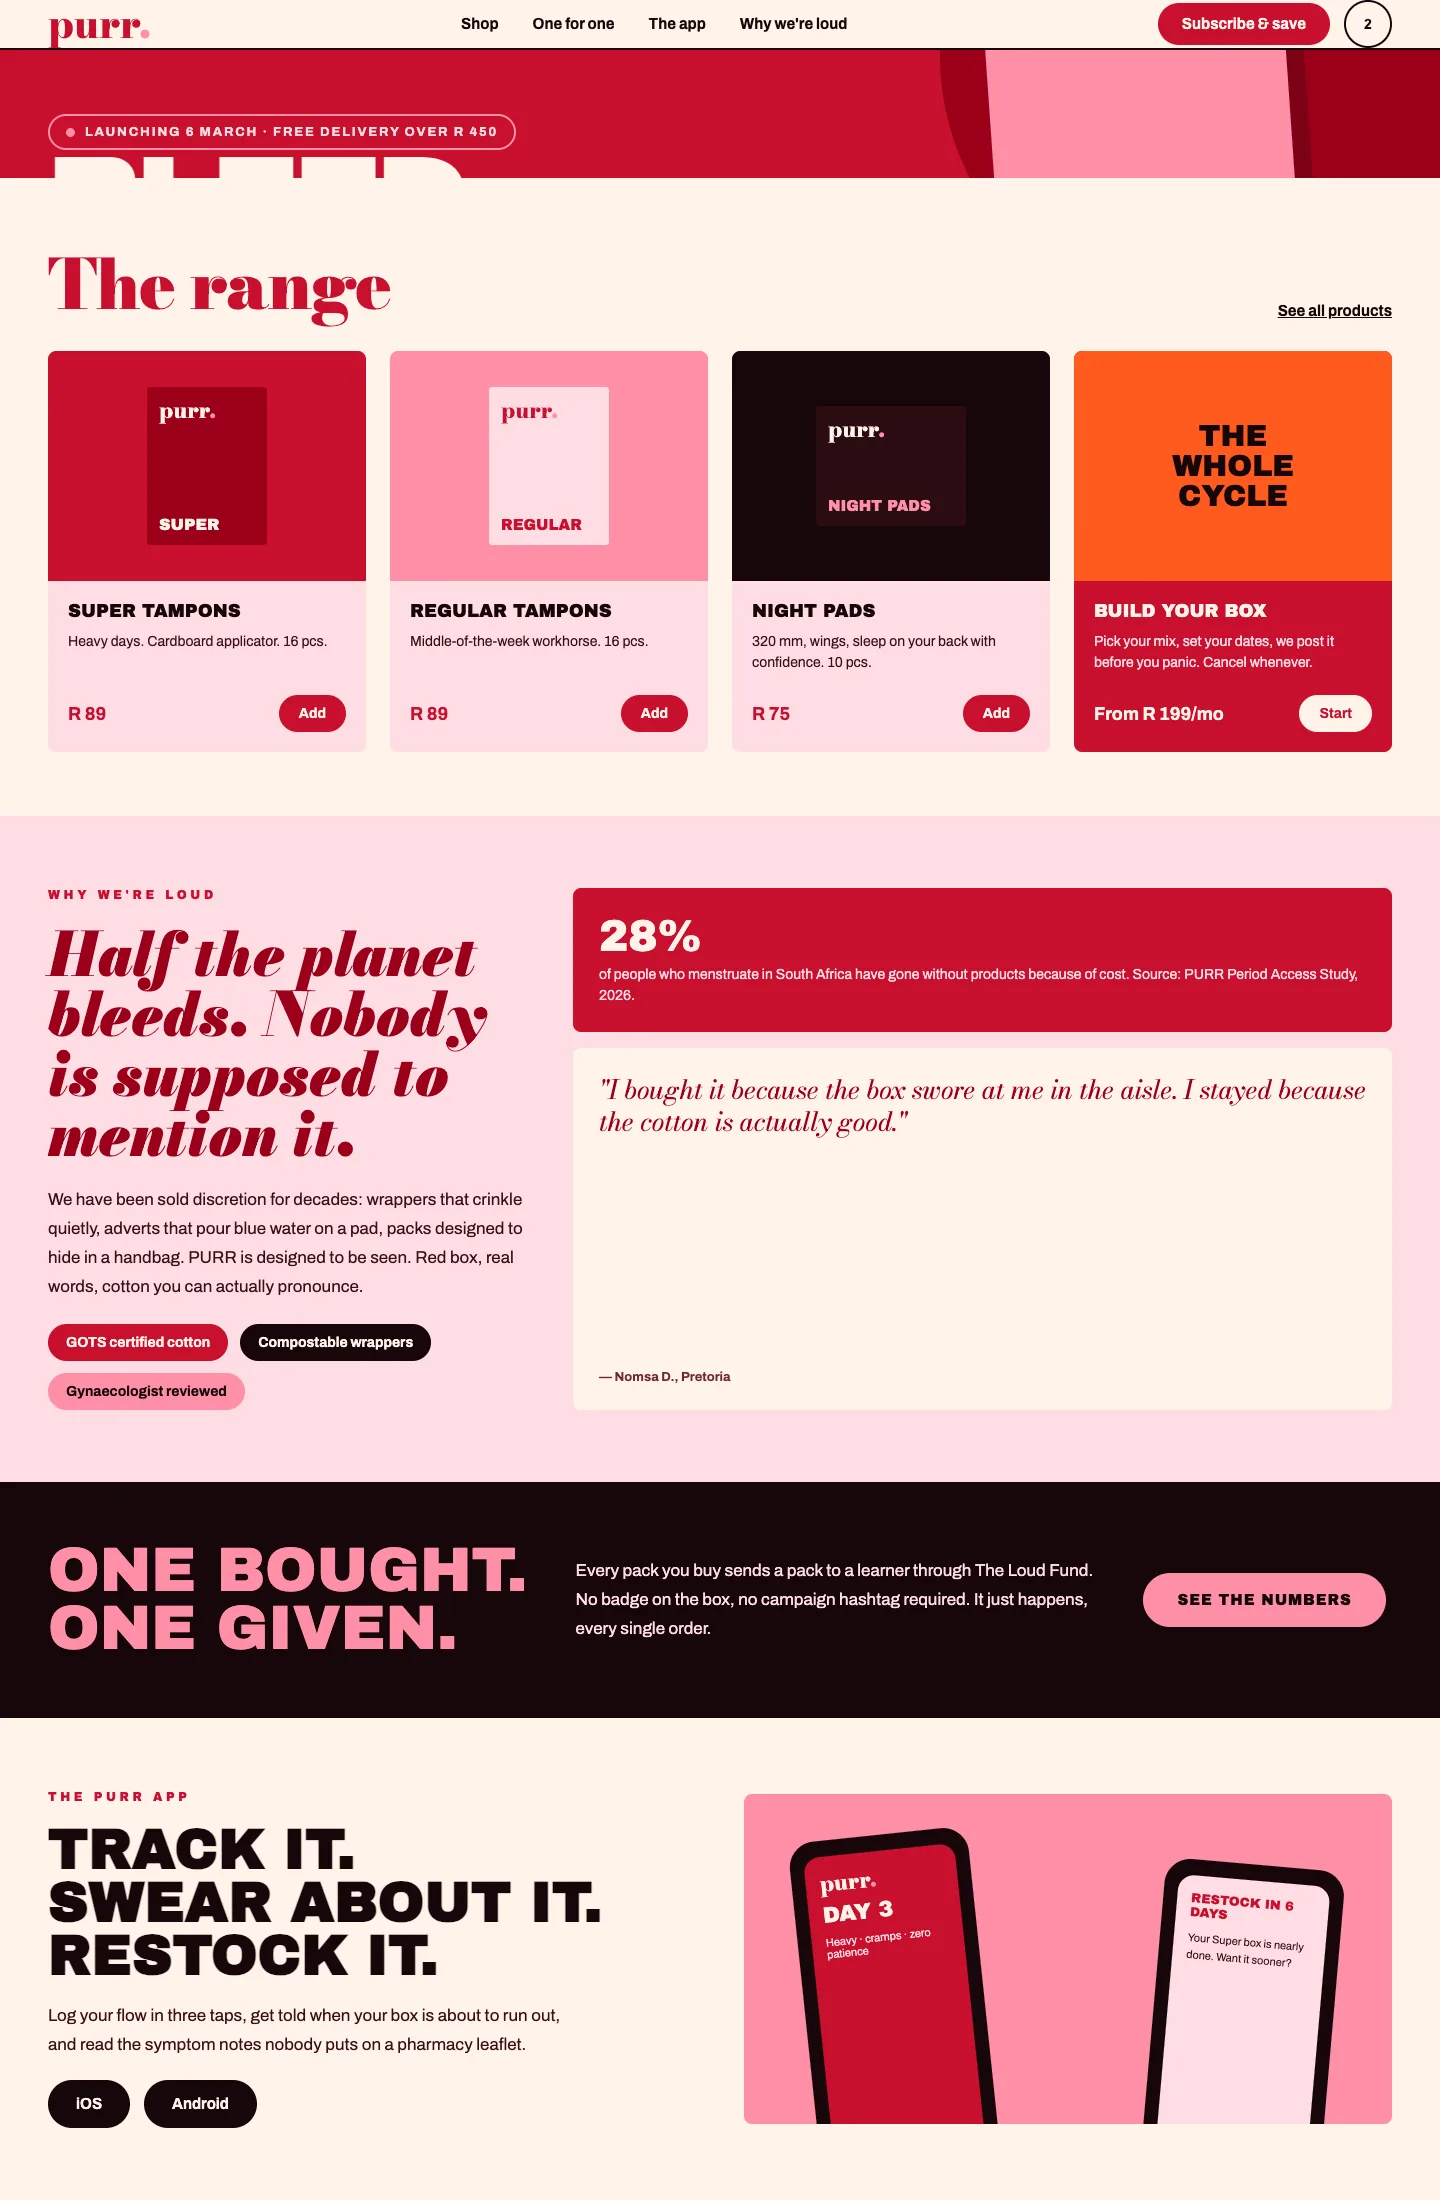 purr.
Shop
One for one
The app
Why we're loud
Subscribe & save
2
LAUNCHING 6 MARCH · FREE DELIVERY OVER R 450
The range
See all products
purr.
SUPER
SUPER TAMPONS
Heavy days. Cardboard applicator. 16 pcs.
R 89
Add
purr.
REGULAR
REGULAR TAMPONS
Middle-of-the-week workhorse. 16 pcs.
R 89
Add
purr.
NIGHT PADS
NIGHT PADS
320 mm, wings, sleep on your back with
confidence. 10 pcs.
R 75
Add
THE
WHOLE
CYCLE
BUILD YOUR BOX
Pick your mix, set your dates, we post it
before you panic. Cancel whenever.
From R 199/mo
Start
WHY WE'RE LOUD
Half the planet
bleeds. Nobody
is supposed to
mention it.
We have been sold discretion for decades: wrappers that crinkle
quietly, adverts that pour blue water on a pad, packs designed to
hide in a handbag. PURR is designed to be seen. Red box, real
words, cotton you can actually pronounce.
GOTS certified cotton
Compostable wrappers
Gynaecologist reviewed
28%
of people who menstruate in South Africa have gone without products because of cost. Source: PURR Period Access Study,
2026.
"I bought it because the box swore at me in the aisle. I stayed because
the cotton is actually good."
— Nomsa D., Pretoria
ONE BOUGHT.
ONE GIVEN.
Every pack you buy sends a pack to a learner through The Loud Fund.
No badge on the box, no campaign hashtag required. It just happens,
every single order.
SEE THE NUMBERS
THE PURR APP
TRACK IT.
SWEAR ABOUT IT.
RESTOCK IT.
Log your flow in three taps, get told when your box is about to run out,
and read the symptom notes nobody puts on a pharmacy leaflet.
iOS
Android
purr.
DAY 3
Heavy · cramps · zero
patience
RESTOCK IN 6
DAYS
Your Super box is nearly
done. Want it sooner?